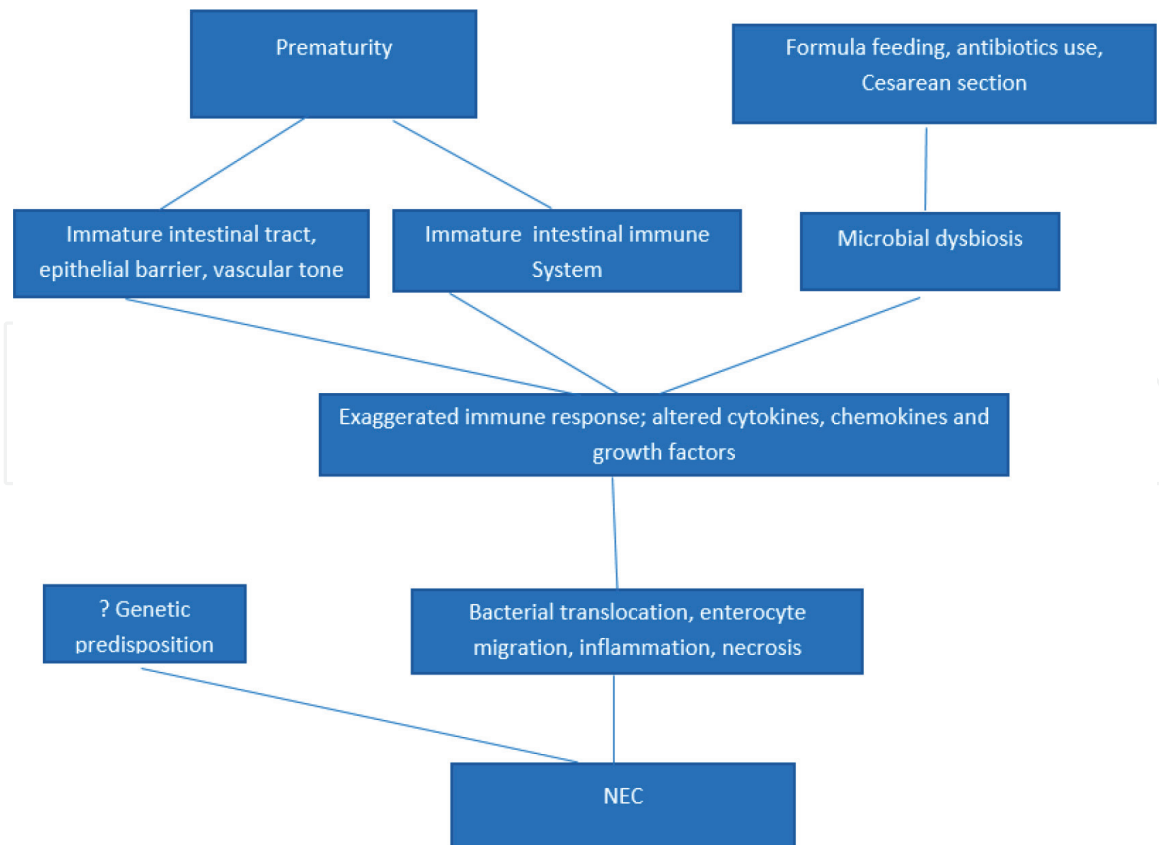 Prematurity
Formula feeding, antibiotics use,
Cesarean section
Immature intestinal tract,
epithelial barrier, vascular tone
Immature intestinal immune
System
Microbial dysbiosis
Exaggerated immune response; altered cytokines, chemokines and
growth factors
? Genetic
predisposition
Bacterial translocation, enterocyte
migration, inflammation, necrosis
NEC